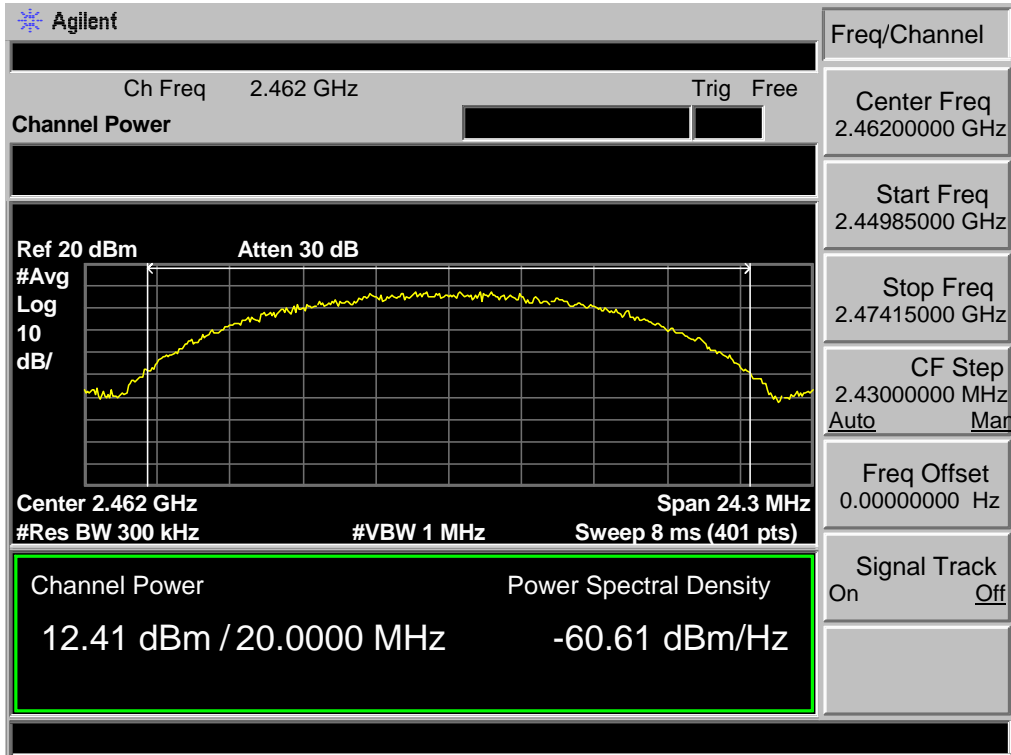 Agilent
Freq/Channel
Ch Freq 2.462 GHz Trig Free
Channel Power
Center Freq
2.46200000 GHz
Start Freq
2.44985000 GHz
Ref 20 dBm Atten 30 dB
#Avg
Log
10
dB/
Stop Freq
2.47415000 GHz
CF Step
2.43000000 MHz
Auto Man
Center 2.462 GHz Span 24.3 MHz
#Res BW 300 kHz #VBW 1 MHz Sweep 8 ms (401 pts)
Freq Offset
0.00000000 Hz
Channel Power Power Spectral Density
12.41 dBm / 20.0000 MHz -60.61 dBm/Hz
Signal Track
On Off